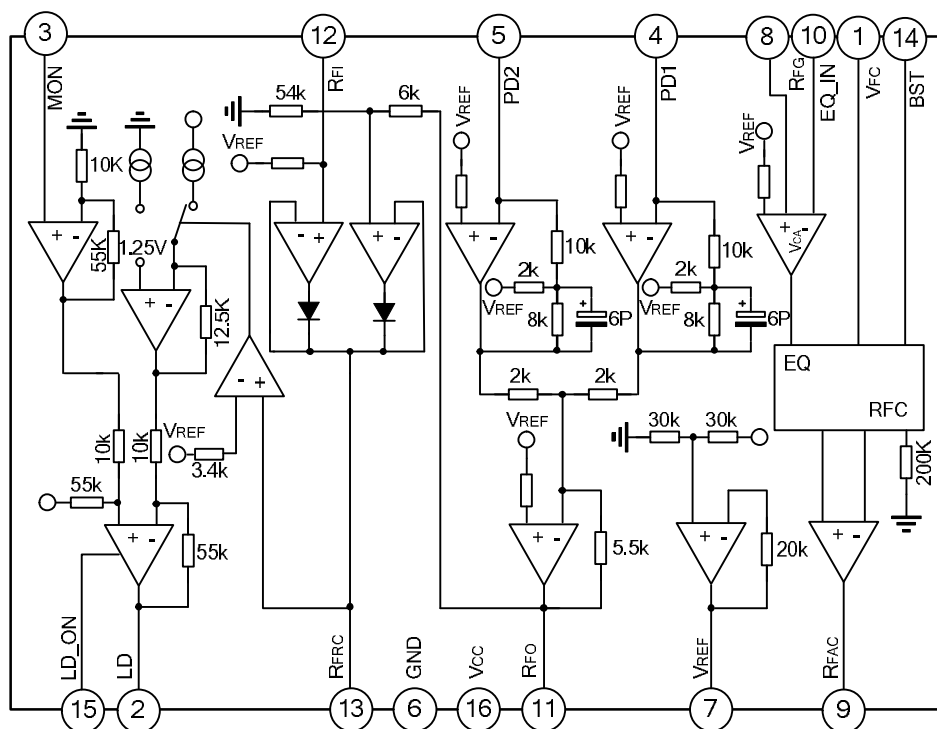 3
12
5
4
8
10
1
14
MON
RFI
PD2
PD1
RFG
EQ_IN
VFC
BST
54k
6k
VREF
VREF
VREF
VREF
10K
55K
1.25V
12.5K
+ -
+ -
- +
+ -
+ -
+ -
+ -
VCA
10k
10k
2k
2k
VREF
VREF
8k
8k
+
+
6P
6P
EQ
RFC
- +
2k
2k
10k
10k
VREF
3.4k
VREF
30k
30k
200K
55k
+ -
55k
+ -
5.5k
+ -
20k
+ -
LD_ON
LD
RFRC
GND
VCC
RFO
VREF
RFAC
15
2
13
6
16
11
7
9